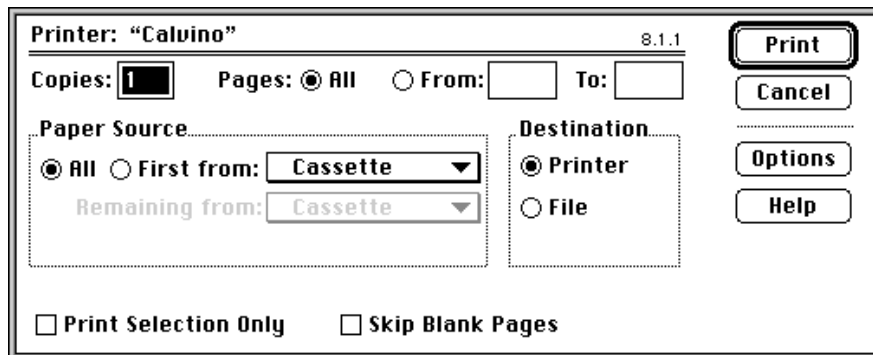 Printer: “Calvino” 8.1.1 Print
Copies: 1 Pages: All From: To: Cancel
Paper Source Destination
All First from: Cassette Printer Options
Remaining from: Cassette File Help
Print Selection Only Skip Blank Pages